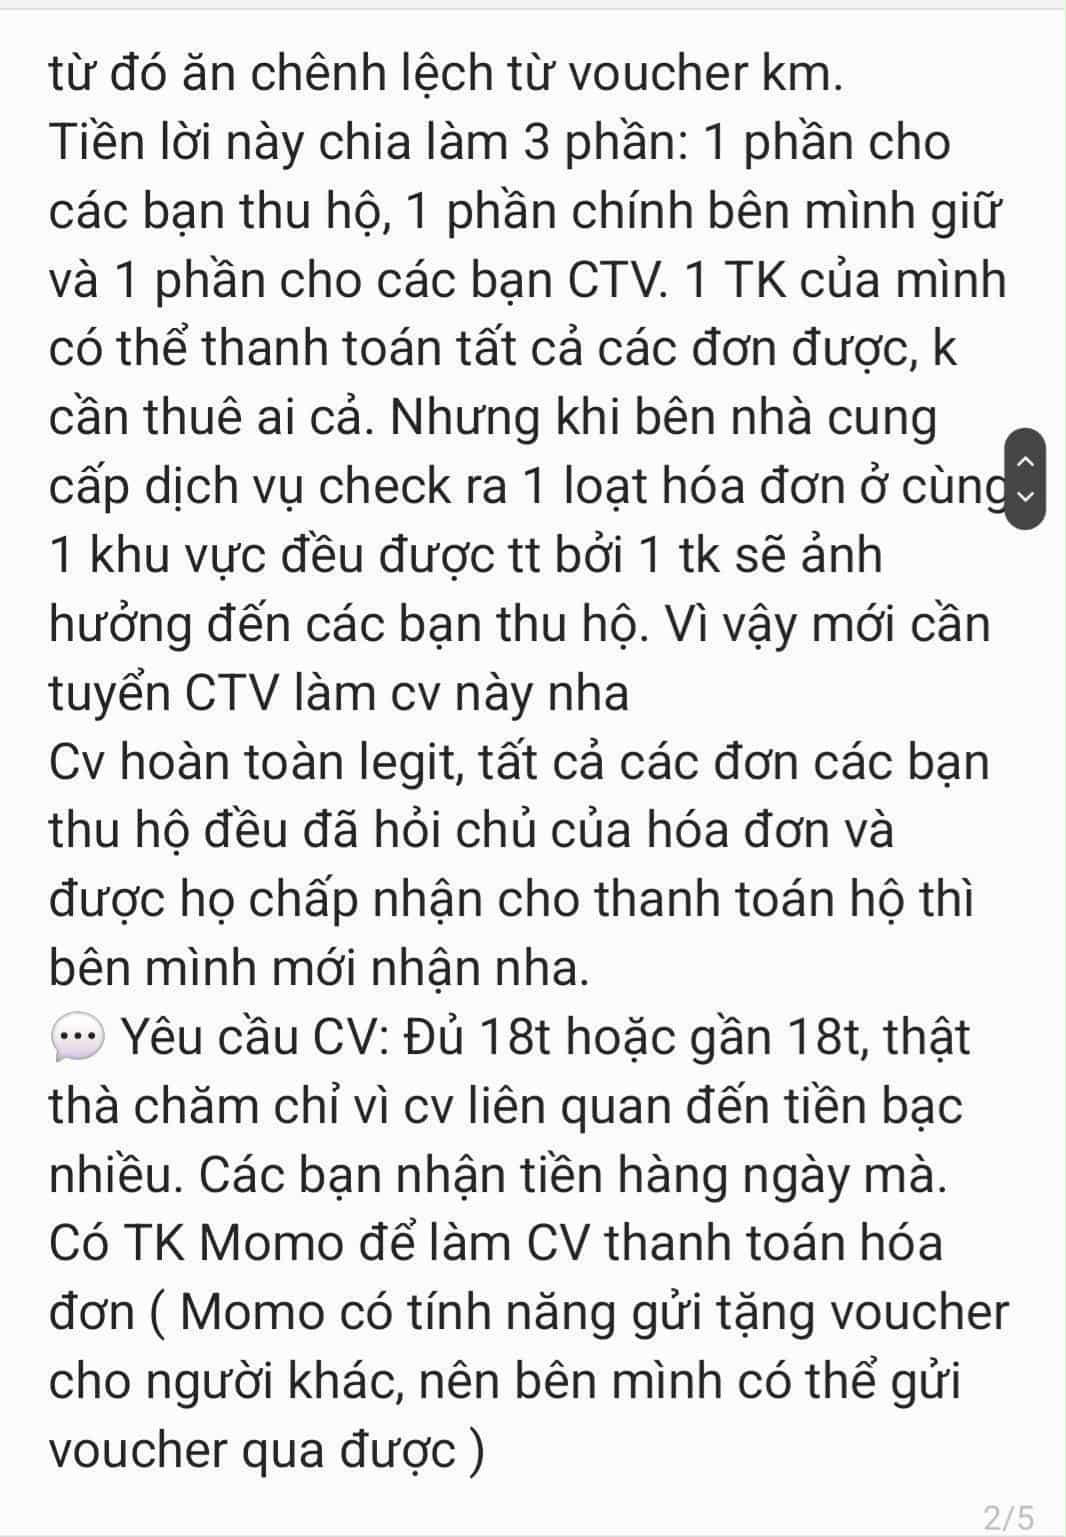 từ đó ăn chênh lệch từ voucher km.
Tiền lời này chia làm 3 phần: 1 phần cho
các bạn thu hộ, 1 phần chính bên mình giữ
và 1 phần cho các bạn CTV. 1 TK của mình
có thể thanh toán tất cả các đơn được, k
cần thuê ai cả. Nhưng khi bên nhà cung
cấp dịch vụ check ra 1 loạt hóa đơn ở cùng
1 khu vực đều được tt bởi 1 tk sẽ ảnh
hưởng đến các bạn thu hộ. Vì vậy mới cần
tuyển CTV làm cv này nha
Cv hoàn toàn legit, tất cả các đơn các bạn
thu hộ đều đã hỏi chủ của hóa đơn và
được họ chấp nhận cho thanh toán hộ thì
bên mình mới nhận nha.
💬 Yêu cầu CV: Đủ 18t hoặc gần 18t, thật
thà chăm chỉ vì cv liên quan đến tiền bạc
nhiều. Các bạn nhận tiền hàng ngày mà.
Có TK Momo để làm CV thanh toán hóa
đơn ( Momo có tính năng gửi tặng voucher
cho người khác, nên bên mình có thể gửi
voucher qua được )
2/5